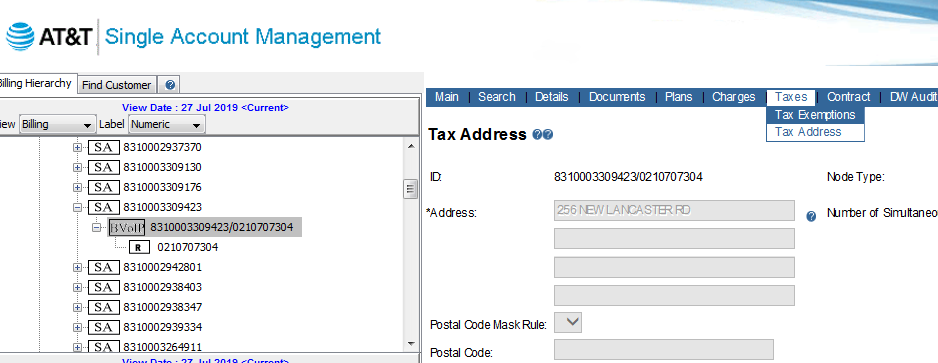 AT&T Single Account Management
Billing Hierarchy Find Customer ?
View Date : 27 Jul 2019 <Current>
iew Billing Label Numeric
SA 8310002937370
SA 8310003309130
SA 8310003309176
SA 8310003309423
BVoIP 8310003309423/0210707304
R 0210707304
SA 8310002942801
SA 8310002938403
SA 8310002938347
SA 8310002939334
SA 8310003264911
View Date : 27 Jul 2019 <Current>
Main | Search | Details | Documents | Plans | Charges | Taxes | Contract | DW Audit
Tax Exemptions
Tax Address
Tax Address ??
ID: 8310003309423/0210707304 Node Type:
*Address: 256 NEW LANCASTER RD ? Number of Simultaneo
Postal Code Mask Rule:
Postal Code: